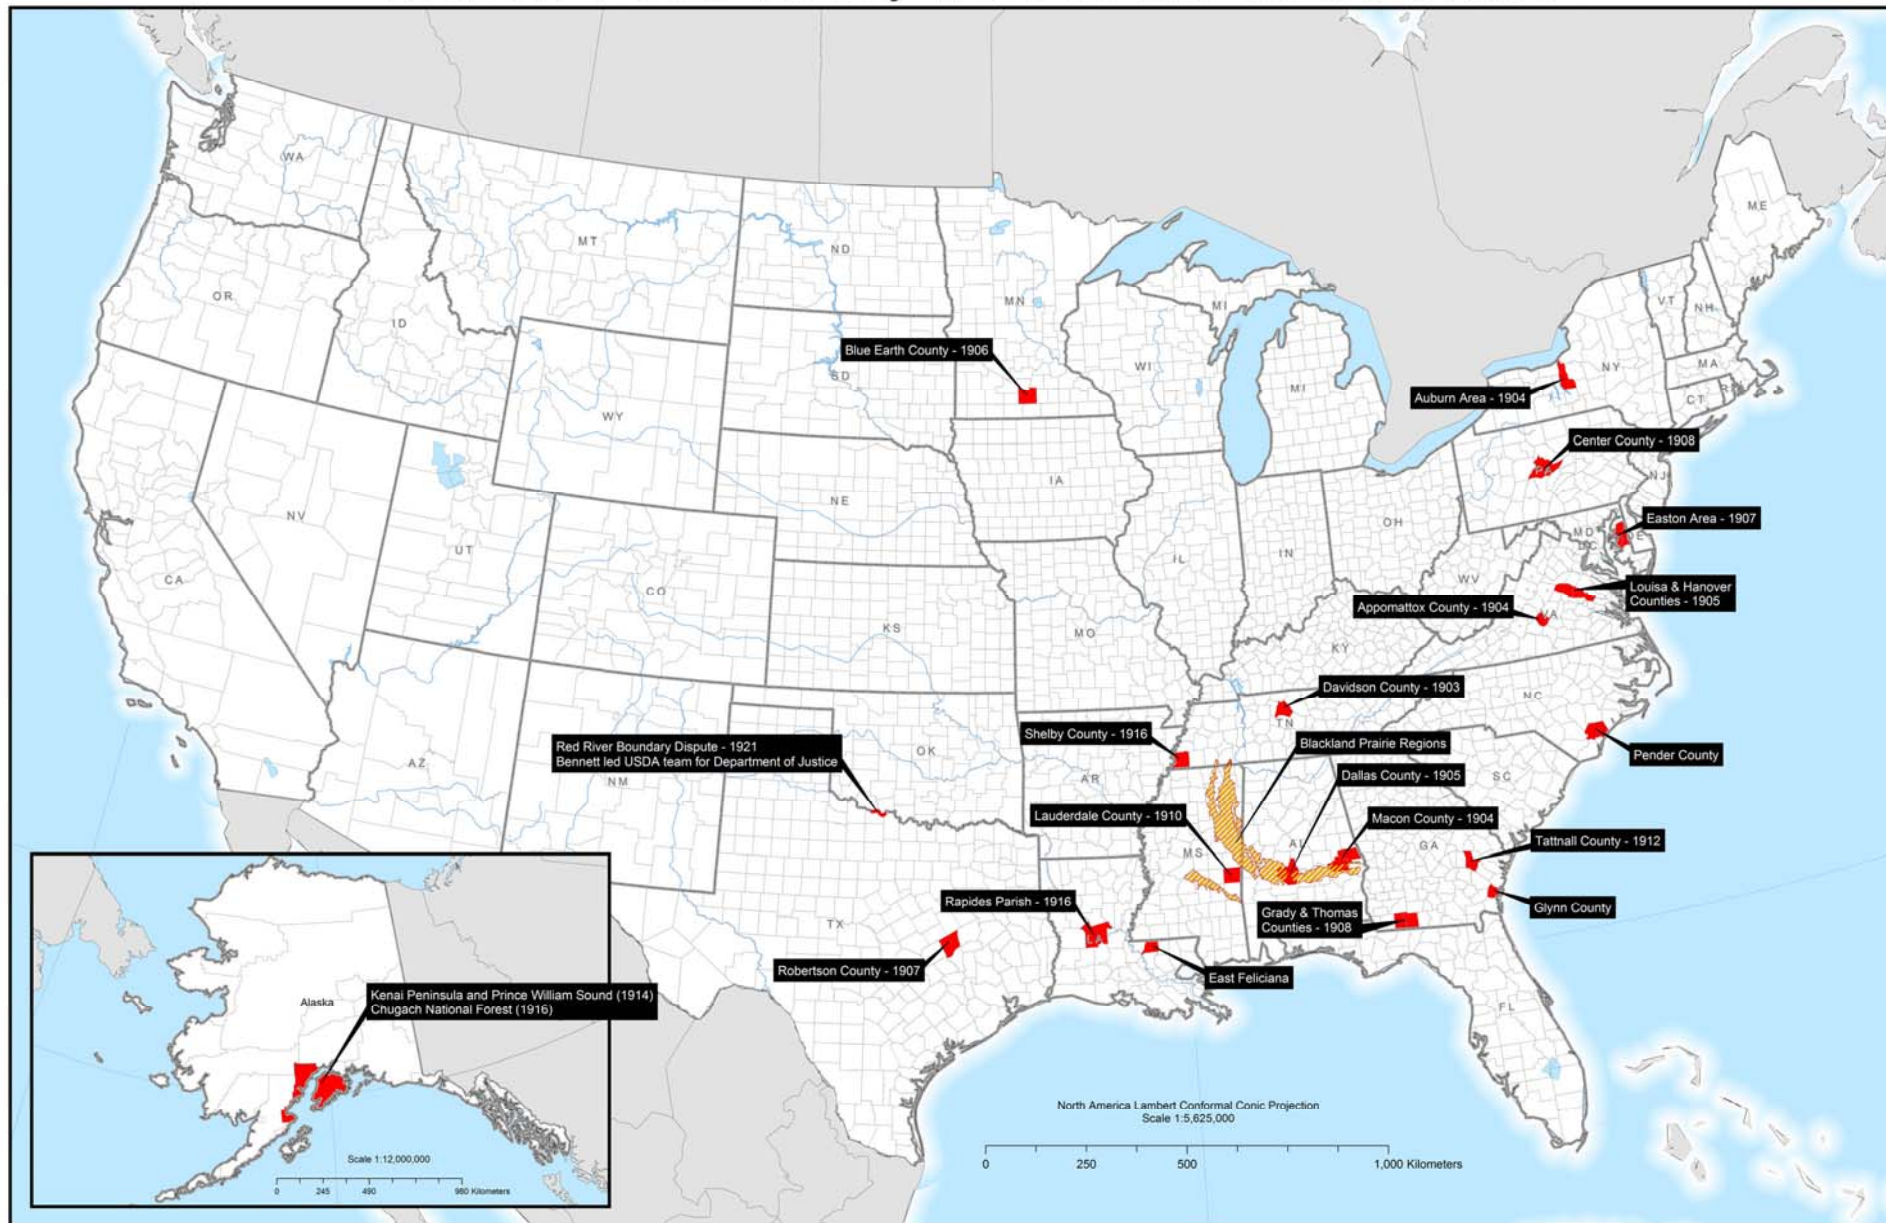 WA
MT
ND
MN
ME
OR
ID
SD
WI
MI
MI
VT
NH
NY
MA
CT
WY
Blue Earth County - 1906
Auburn Area - 1904
Center County - 1908
PA
NJ
NV
UT
NE
IA
IL
IN
OH
MD
DC
DE
Easton Area - 1907
CA
CO
KS
MO
WV
KY
VA
Louisa & Hanover
Counties - 1905
Appomattox County - 1904
Davidson County - 1903
TN
NC
Shelby County - 1916
Blackland Prairie Regions
Pender County
Red River Boundary Dispute - 1921
Bennett led USDA team for Department of Justice
AZ
NM
OK
AR
SC
Dallas County - 1905
Lauderdale County - 1910
Macon County - 1904
MS
AL
GA
Tattnall County - 1912
Rapides Parish - 1916
LA
TX
Grady & Thomas
Counties - 1908
Glynn County
Robertson County - 1907
East Feliciana
FL
Alaska
Kenai Peninsula and Prince William Sound (1914)
Chugach National Forest (1916)
Scale 1:12,000,000
0 245 490 980 Kilometers
North America Lambert Conformal Conic Projection
Scale 1:5,625,000
0 250 500 1,000 Kilometers